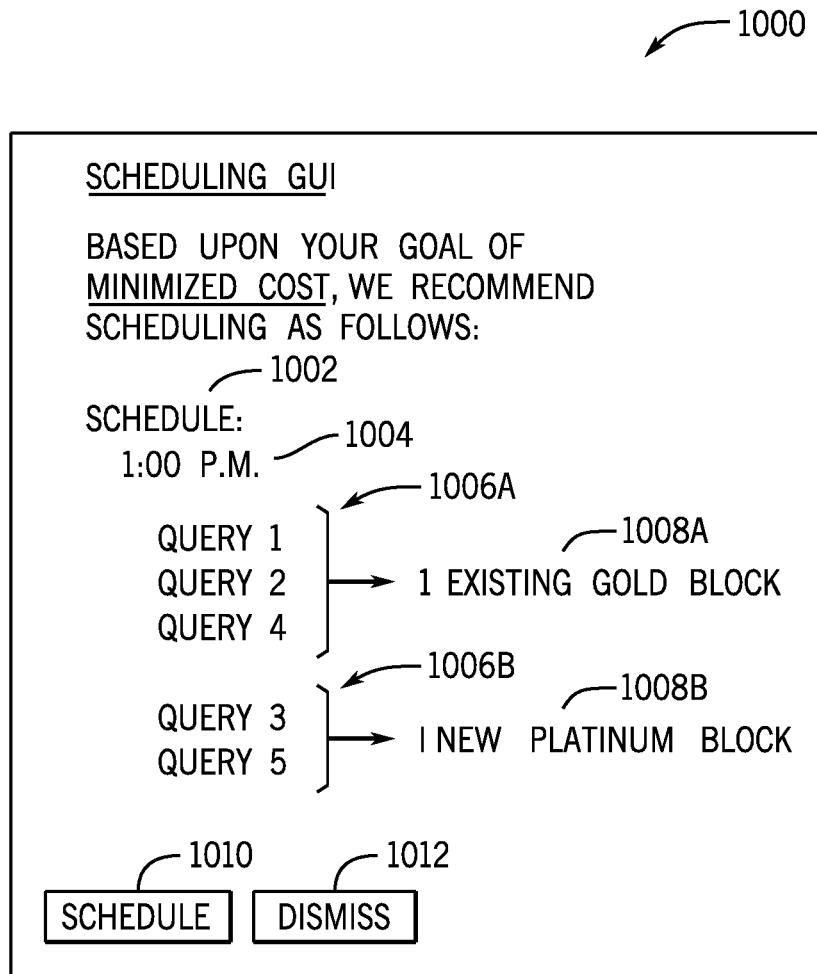 1000
SCHEDULING GUI
BASED UPON YOUR GOAL OF
MINIMIZED COST, WE RECOMMEND
SCHEDULING AS FOLLOWS:
1002
SCHEDULE:
1:00 P.M. 1004
1006A
QUERY 1
1008A
QUERY 2 1 EXISTING GOLD BLOCK
QUERY 4
1006B
1008B
QUERY 3
I NEW PLATINUM BLOCK
QUERY 5
1010 1012
SCHEDULE DISMISS